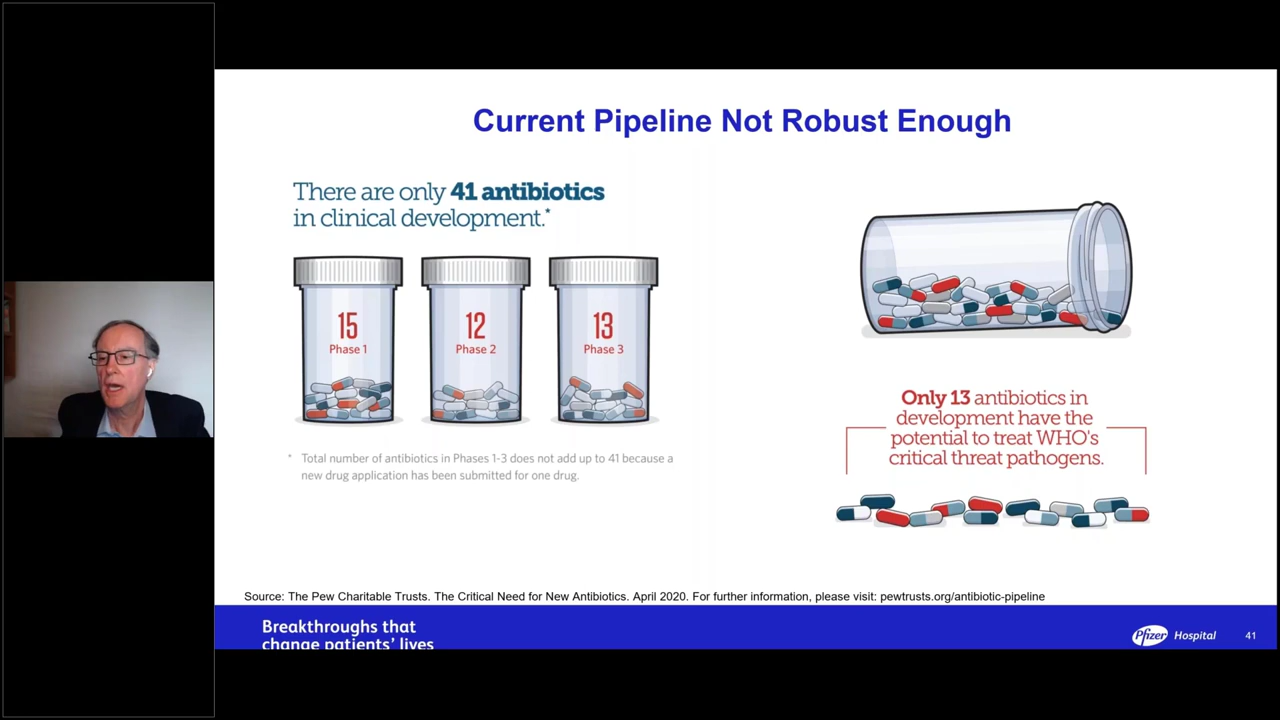 Current Pipeline Not Robust Enough
There are only 41 antibiotics
in clinical development.*
15
Phase 1
12
Phase 2
13
Phase 3
* Total number of antibiotics in Phases 1-3 does not add up to 41 because a
new drug application has been submitted for one drug.
Only 13 antibiotics in
development have the
potential to treat WHO's
critical threat pathogens.
Source: The Pew Charitable Trusts. The Critical Need for New Antibiotics. April 2020. For further information, please visit: pewtrusts.org/antibiotic-pipeline
Breakthroughs that
change patients' lives
Pfizer Hospital 41